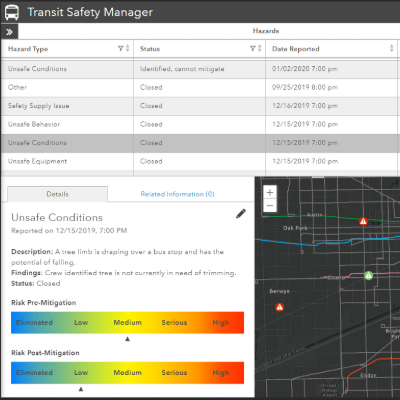 Transit Safety Manager
Hazards
Hazard Type Status Date Reported
Unsafe Conditions Identified, cannot mitigate 01/02/2020 7:00 pm
Other Closed 09/25/2019 8:00 pm
Safety Supply Issue Closed 12/16/2019 7:00 pm
Unsafe Behavior Closed 12/15/2019 7:00 pm
Unsafe Conditions Closed 12/15/2019 7:00 pm
Unsafe Equipment Closed 12/15/2019 7:00 pm
Details Related Information (0)
Unsafe Conditions
Reported on 12/15/2019, 7:00 PM
Description: A tree limb is draping over a bus stop and has the
potential of falling.
Findings: Crew identified tree is not currently in need of trimming.
Status: Closed
Risk Pre-Mitigation
Eliminated Low Medium Serious High
Risk Post-Mitigation
Eliminated Low Medium Serious High
+
−
Austin
Oak Park
Cicero
Berwyn